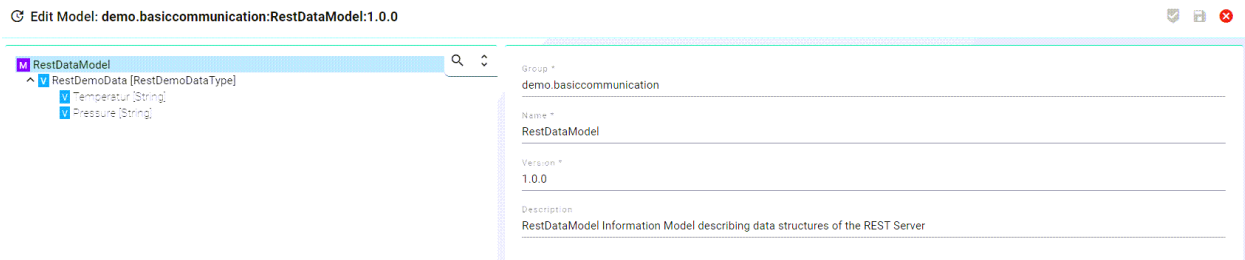 Edit Model: demo.basiccommunication:RestDataModel:1.0.0
M RestDataModel
V RestDemoData [RestDemoDataType]
V Temperatur [String]
V Pressure [String]
Group *
demo.basiccommunication
Name *
RestDataModel
Version *
1.0.0
Description
RestDataModel Information Model describing data structures of the REST Server